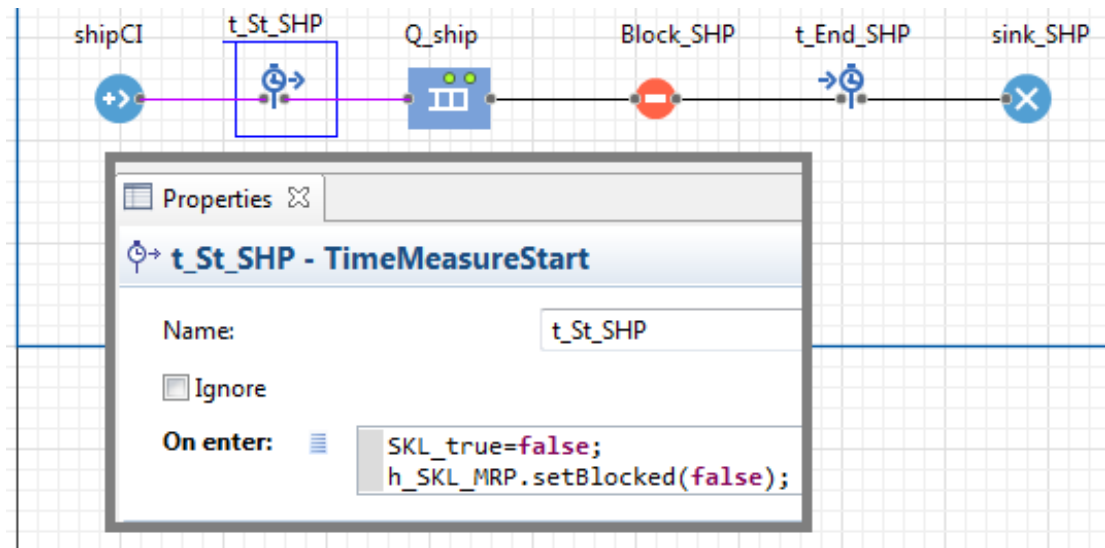 shipCI
t_St_SHP
Q_ship
Block_SHP
t_End_SHP
sink_SHP
Properties
t_St_SHP - TimeMeasureStart
Name:
t_St_SHP
Ignore
On enter:
SKL_true=false;
h_SKL_MRP.setBlocked(false);